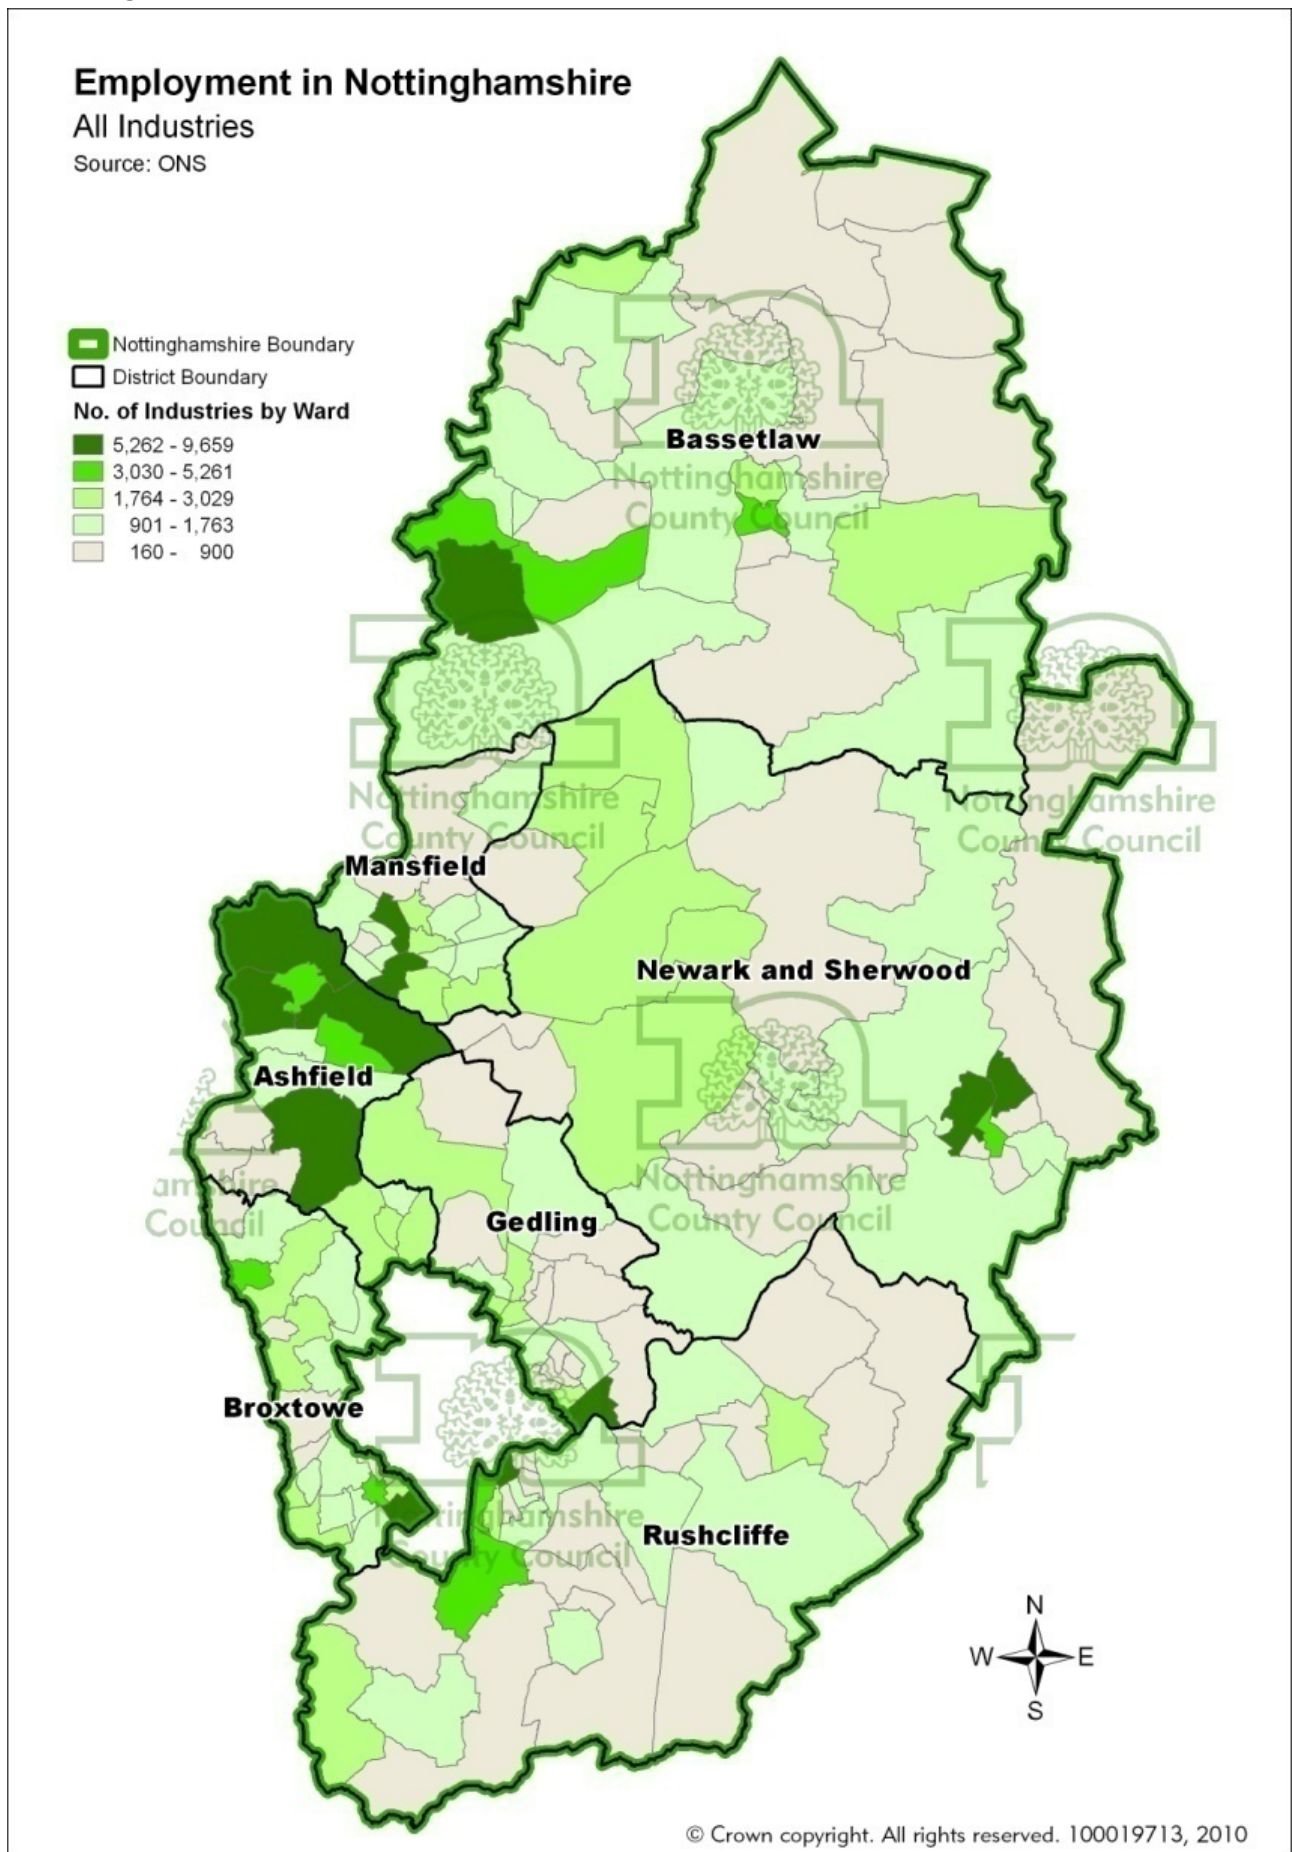 Employment in Nottinghamshire
All Industries
Source: ONS
Nottinghamshire Boundary
District Boundary
No. of Industries by Ward
5,262 - 9,659
3,030 - 5,261
1,764 - 3,029
901 - 1,763
160 - 900
Bassetlaw
Nottinghamshire
County Council
Nottinghamshire
County Council
Nottinghamshire
County Council
Mansfield
Newark and Sherwood
Ashfield
Nottinghamshire
County Council
amshire
Council
Gedling
Broxtowe
Nottinghamshire
County Council
Rushcliffe
N
W E
S
© Crown copyright. All rights reserved. 100019713, 2010